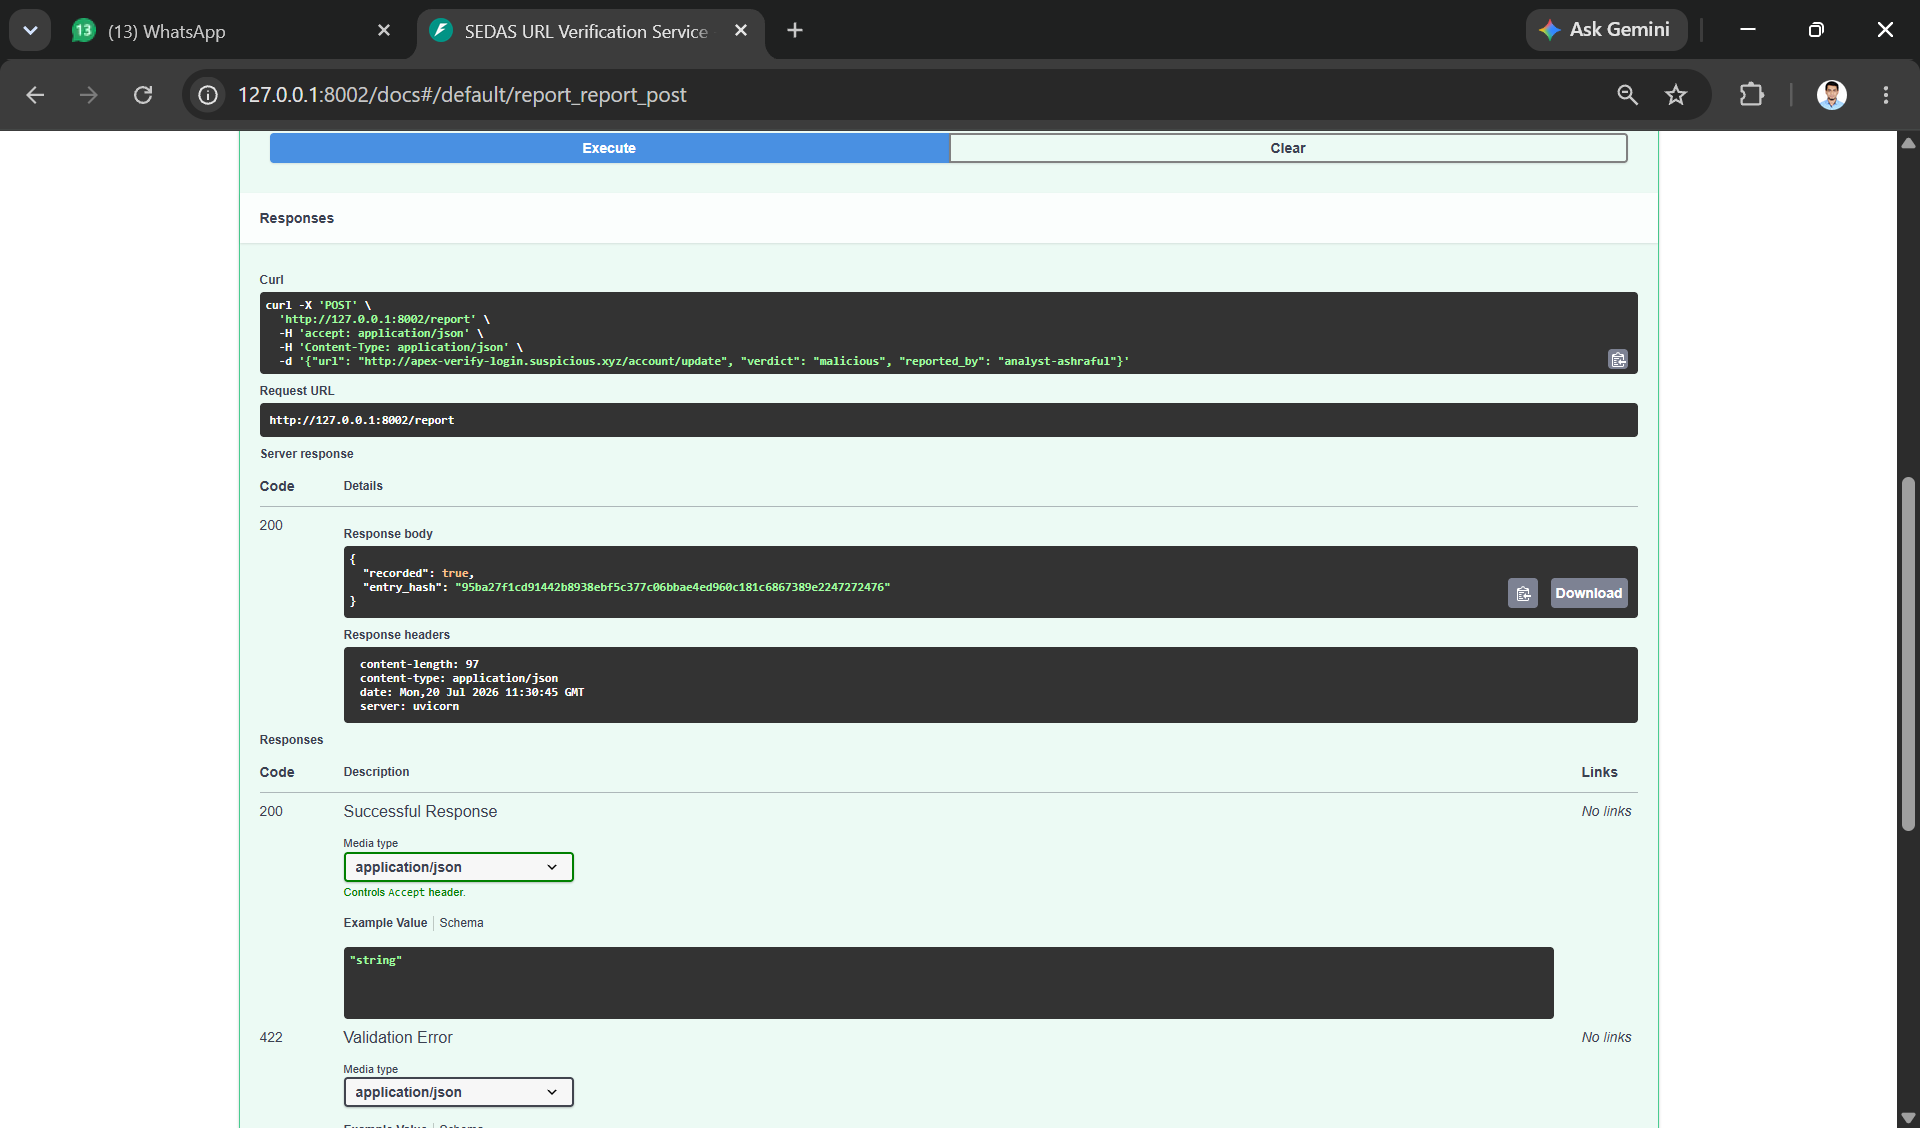 13 (13) WhatsApp
SEDAS URL Verification Service
Ask Gemini
127.0.0.1:8002/docs#/default/report_report_post
Execute
Clear
Responses
Curl
curl -X 'POST' \
'http://127.0.0.1:8002/report' \
-H 'accept: application/json' \
-H 'Content-Type: application/json' \
-d '{"url": "http://apex-verify-login.suspicious.xyz/account/update", "verdict": "malicious", "reported_by": "analyst-ashraful"}'
Request URL
http://127.0.0.1:8002/report
Server response
Code Details
200
Response body
{
"recorded": true,
"entry_hash": "95ba27f1cd91442b8938ebf5c377c06bbae4ed960c181c6867389e2247272476"
}
Download
Response headers
content-length: 97
content-type: application/json
date: Mon,20 Jul 2026 11:30:45 GMT
server: uvicorn
Responses
Code Description Links
200 Successful Response No links
Media type
application/json
Controls Accept header.
Example Value Schema
"string"
422 Validation Error No links
Media type
application/json
Example Value Schema